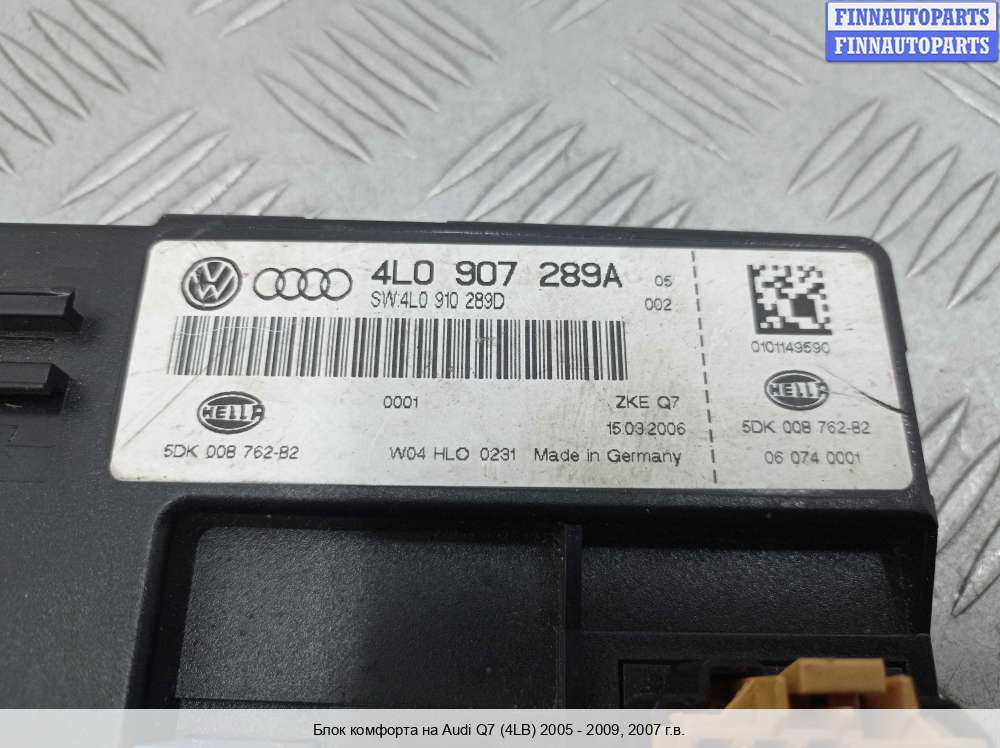 FINNAUTOPARTS
FINNAUTOPARTS
4L0 907 289A 05
SW:4L0 910 289D 002
0101149590
HELLA
0001 ZKE Q7
HELLA
15.03.2006
5DK 008 762-82
5DK 008 762-82
W04 HLO 0231 Made in Germany
06 074 0001
Блок комфорта на Audi Q7 (4LB) 2005 - 2009, 2007 г.в.